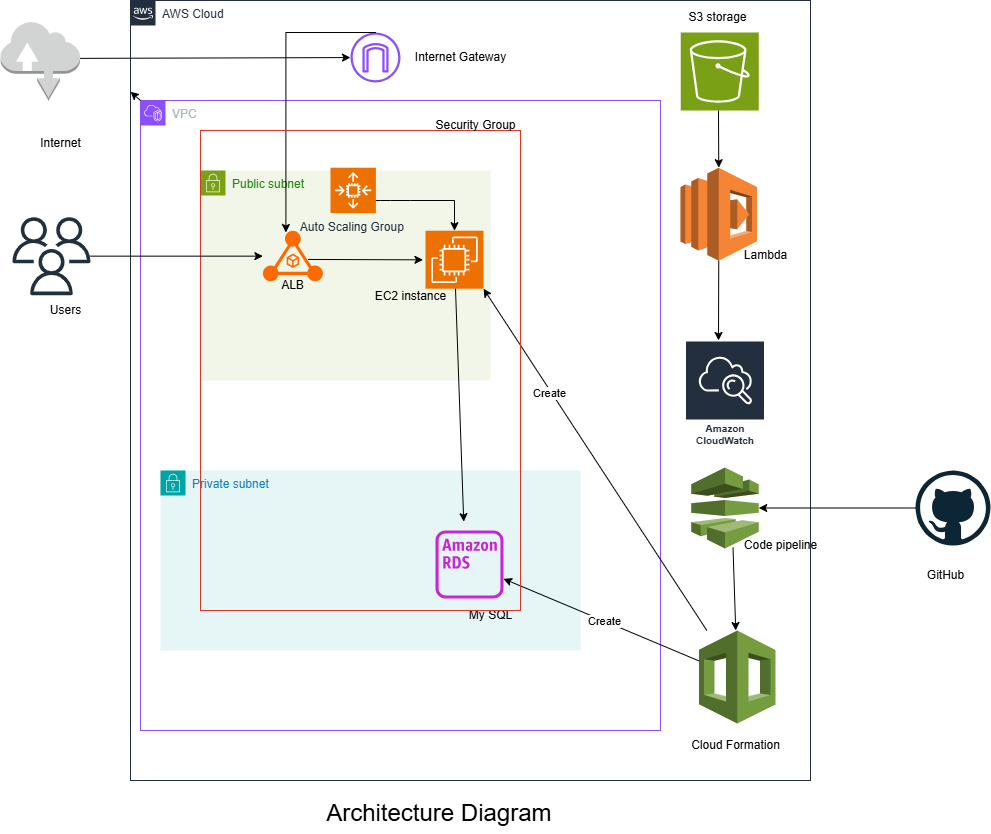 aws
AWS Cloud
S3 storage
Internet Gateway
VPC
Security Group
Internet
Public subnet
Auto Scaling Group
Lambda
ALB
EC2 instance
Users
Create
Amazon
CloudWatch
Private subnet
Amazon
RDS
Code pipeline
GitHub
My SQL
Create
Cloud Formation
Architecture Diagram